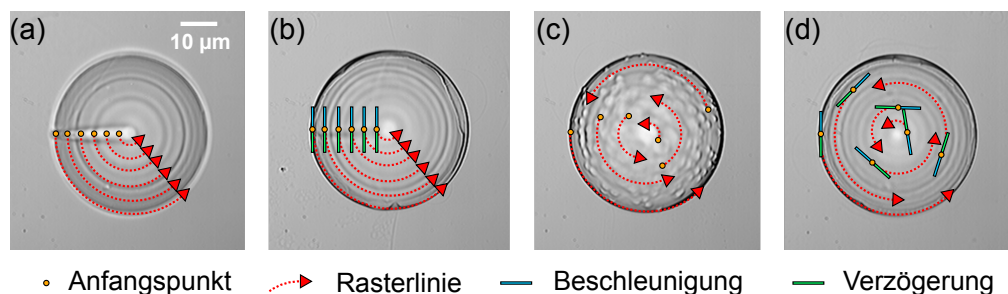 (a) (b) (c) (d)
10 µm
Anfangspunkt Rasterlinie Beschleunigung Verzögerung